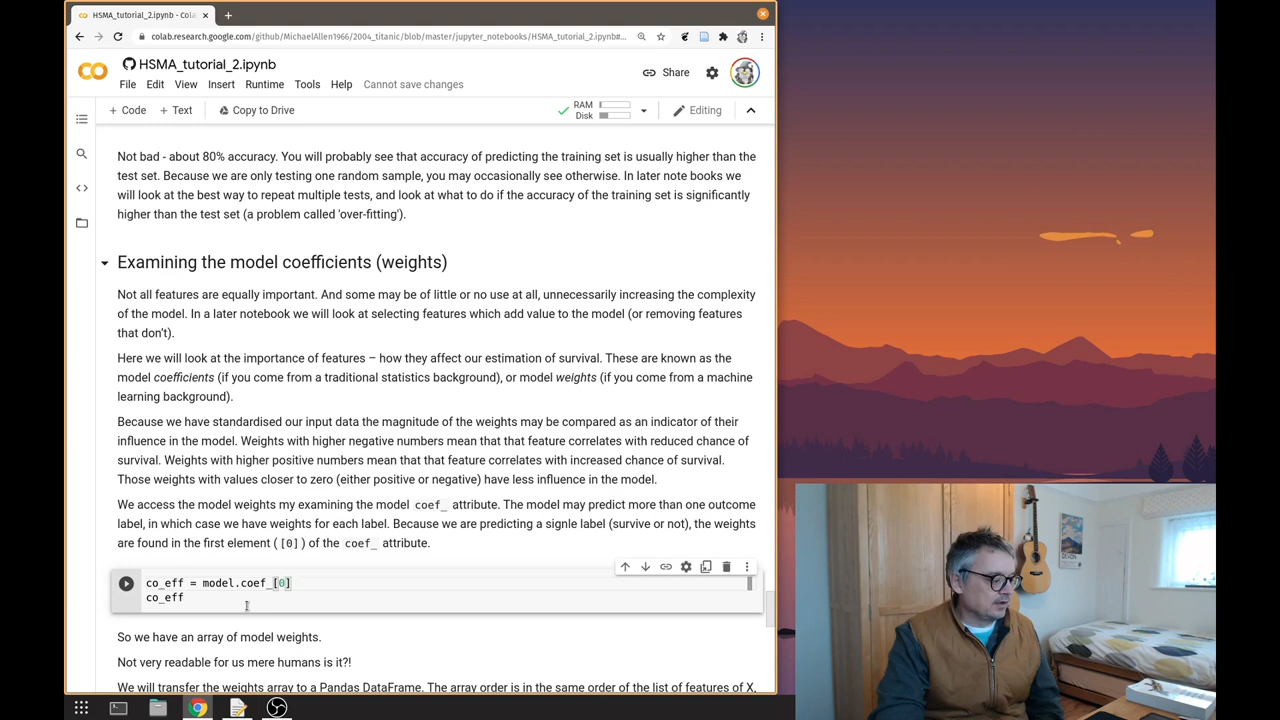 HSMA_tutorial_2.ipynb - Cola
colab.research.google.com/github/MichaelAllen1966/2004_titanic/blob/master/jupyter_notebooks/HSMA_tutorial_2.ipynb#...
HSMA_tutorial_2.ipynb
Share
File Edit View Insert Runtime Tools Help Cannot save changes
+ Code + Text Copy to Drive RAM Disk Editing
Not bad - about 80% accuracy. You will probably see that accuracy of predicting the training set is usually higher than the
test set. Because we are only testing one random sample, you may occasionally see otherwise. In later note books we
will look at the best way to repeat multiple tests, and look at what to do if the accuracy of the training set is significantly
higher than the test set (a problem called 'over-fitting').
Examining the model coefficients (weights)
Not all features are equally important. And some may be of little or no use at all, unnecessarily increasing the complexity
of the model. In a later notebook we will look at selecting features which add value to the model (or removing features
that don’t).
Here we will look at the importance of features – how they affect our estimation of survival. These are known as the
model coefficients (if you come from a traditional statistics background), or model weights (if you come from a machine
learning background).
Because we have standardised our input data the magnitude of the weights may be compared as an indicator of their
influence in the model. Weights with higher negative numbers mean that that feature correlates with reduced chance of
survival. Weights with higher positive numbers mean that that feature correlates with increased chance of survival.
Those weights with values closer to zero (either positive or negative) have less influence in the model.
We access the model weights my examining the model coef_ attribute. The model may predict more than one outcome
label, in which case we have weights for each label. Because we are predicting a signle label (survive or not), the weights
are found in the first element ([0]) of the coef_ attribute.
co_eff = model.coef_[0]
co_eff
So we have an array of model weights.
Not very readable for us mere humans is it?!
We will transfer the weights array to a Pandas DataFrame. The array order is in the same order of the list of features of X,